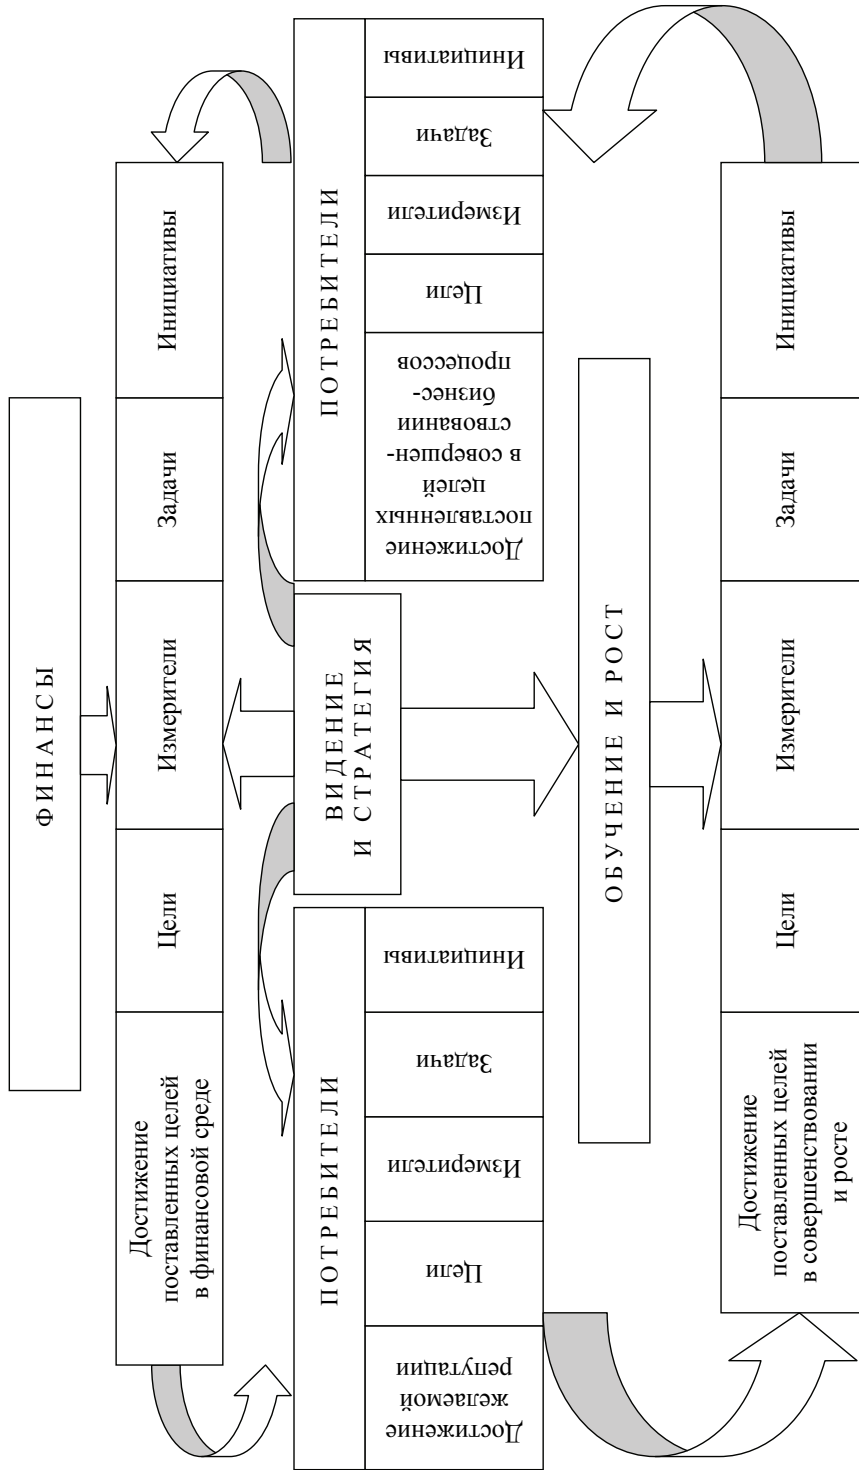 ФИНАНСЫ
Достижение
поставленных целей
в финансовой среде
Цели
Измерители
Задачи
Инициативы
ПОТРЕБИТЕЛИ
Достижение
желаемой
репутации
Цели
Измерители
Задачи
Инициативы
ВИДЕНИЕ
И СТРАТЕГИЯ
ПОТРЕБИТЕЛИ
Достижение
поставленных
целей
в совершен-
ствовании
бизнес-
процессов
Цели
Измерители
Задачи
Инициативы
ОБУЧЕНИЕ И РОСТ
Достижение
поставленных целей
в совершенствовании
и росте
Цели
Измерители
Задачи
Инициативы